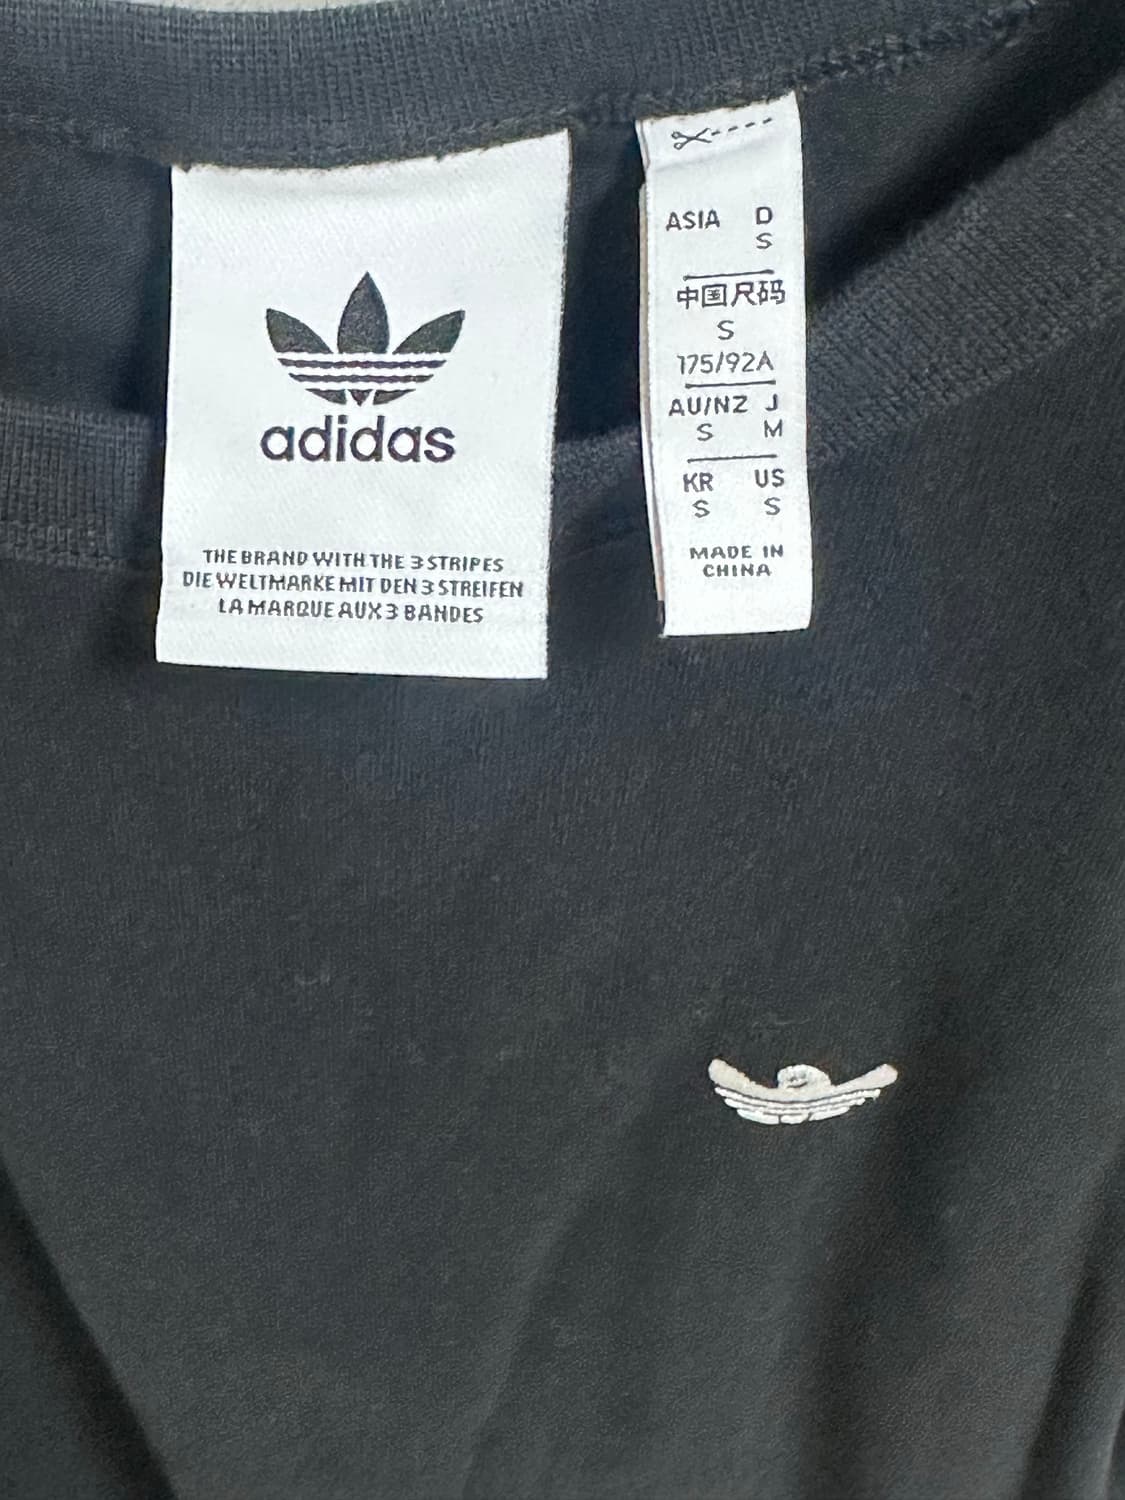 adidas
THE BRAND WITH THE 3 STRIPES
DIE WELTMARKE MIT DEN 3 STREIFEN
LA MARQUE AUX 3 BANDES
ASIA D
S
中国尺码
S
175/92A
AU/NZ J
S M
KR US
S S
MADE IN
CHINA